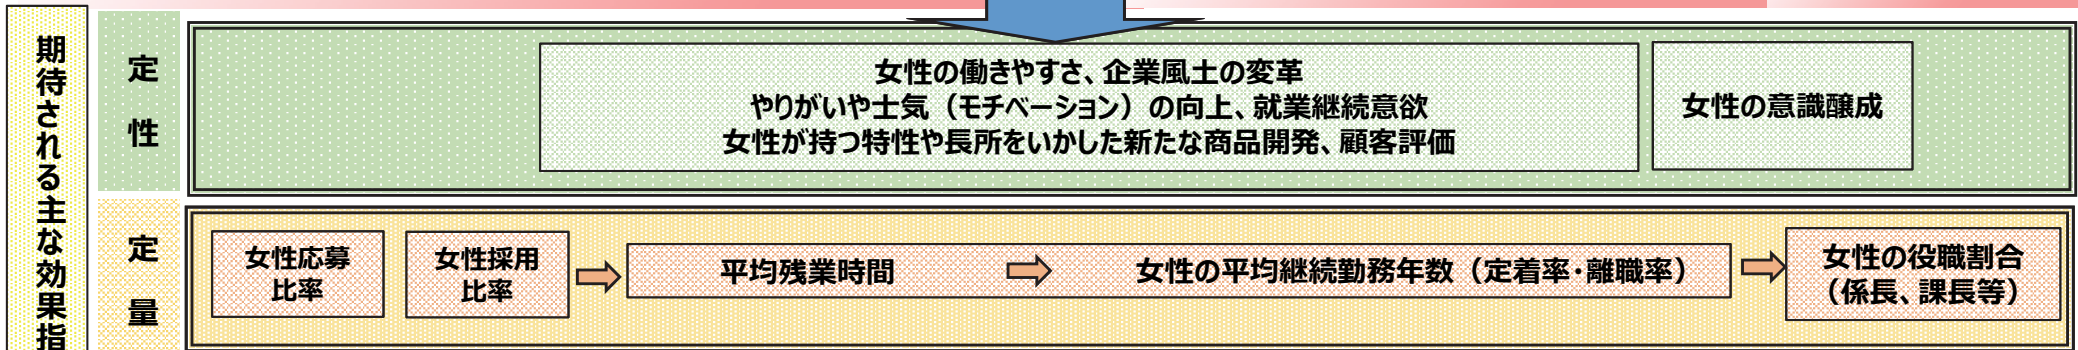 期待される主な効果指
定性
女性の働きやすさ、企業風土の変革
やりがいや士気（モチベーション）の向上、就業継続意欲
女性が持つ特性や長所をいかした新たな商品開発、顧客評価
女性の意識醸成
定量
女性応募
比率
女性採用
比率
平均残業時間
女性の平均継続勤務年数（定着率・離職率）
女性の役職割合
（係長、課長等）